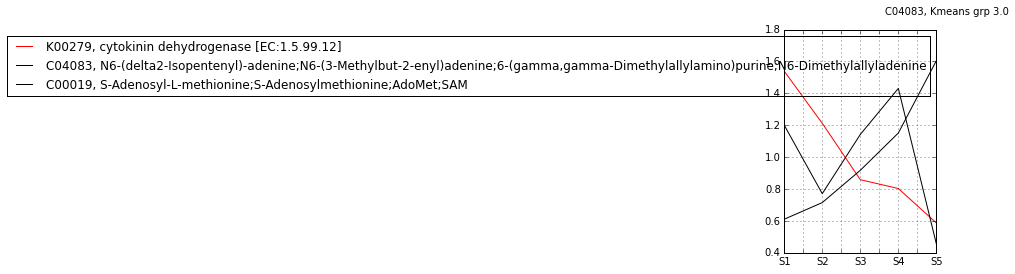 C04083, Kmeans grp 3.0
K00279, cytokinin dehydrogenase [EC:1.5.99.12]
C04083, N6-(delta2-Isopentenyl)-adenine;N6-(3-Methylbut-2-enyl)adenine;6-(gamma,gamma-Dimethylallylamino)purine;N6-Dimethylallyladenine
C00019, S-Adenosyl-L-methionine;S-Adenosylmethionine;AdoMet;SAM
1.8
1.6
1.4
1.2
1.0
0.8
0.6
0.4
S1 S2 S3 S4 S5